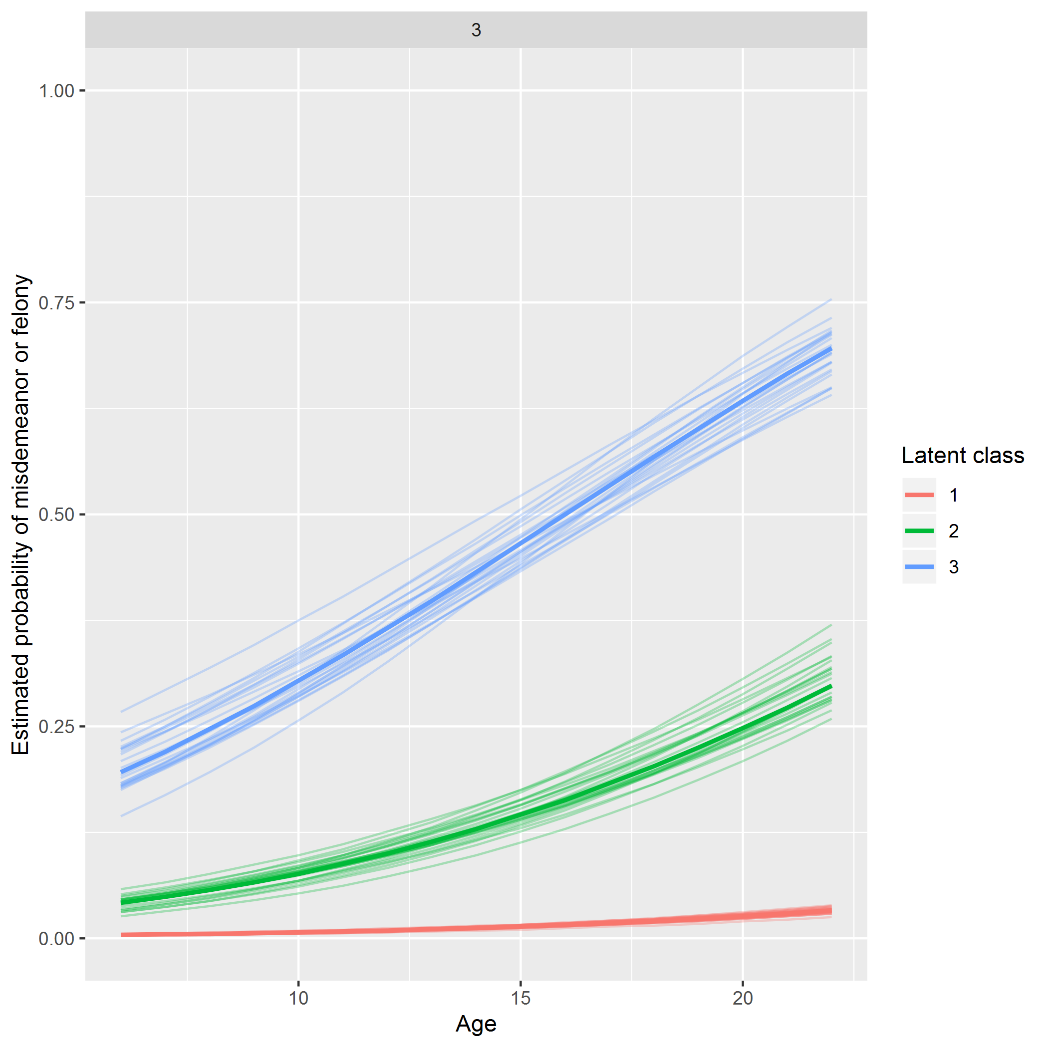 3
Estimated probability of misdemeanor or felony
1.00
0.75
0.50
0.25
0.00
10 15 20
Age
Latent class
1
2
3